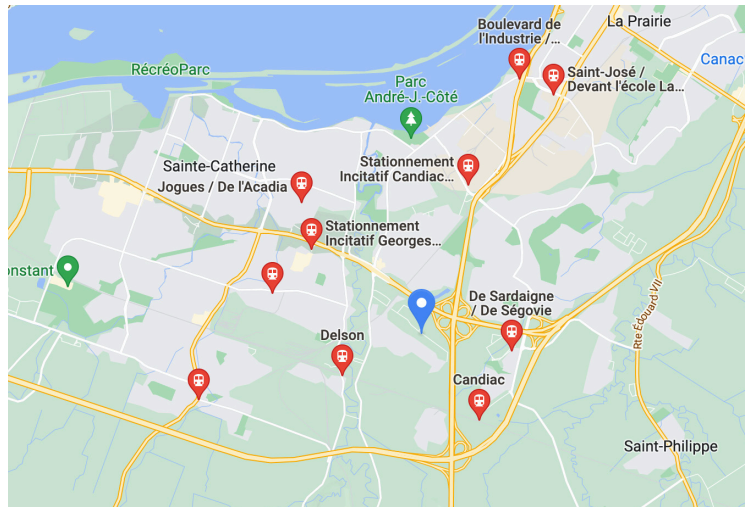 Boulevard de
l'Industrie /...
La Prairie
Canac
RécréoParc
Saint-José /
Devant l'école La...
Parc
André-J.-Côté
Sainte-Catherine
Stationnement
Incitatif Candiac...
Jogues / De l'Acadia
Stationnement
Incitatif Georges...
onstant
De Sardaigne
/ De Ségovie
Rte Édouard VII
Delson
Candiac
Saint-Philippe